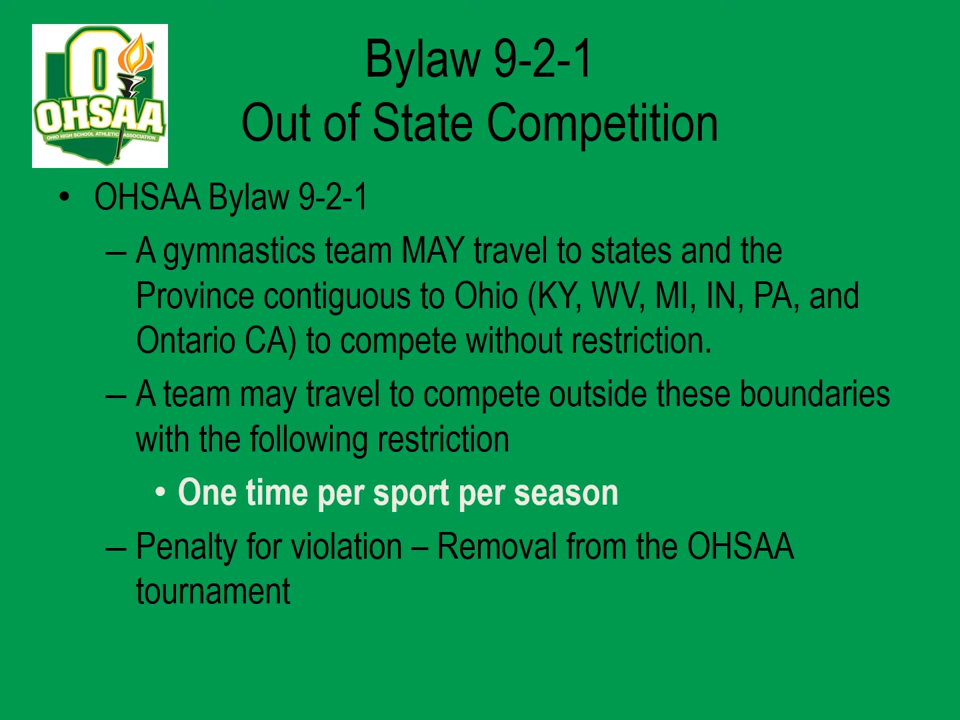 Bylaw 9-2-1
Out of State Competition
OHSAA
OHIO HIGH SCHOOL ATHLETIC ASSOCIATION
• OHSAA Bylaw 9-2-1
– A gymnastics team MAY travel to states and the
Province contiguous to Ohio (KY, WV, MI, IN, PA, and
Ontario CA) to compete without restriction.
– A team may travel to compete outside these boundaries
with the following restriction
• One time per sport per season
– Penalty for violation – Removal from the OHSAA
tournament